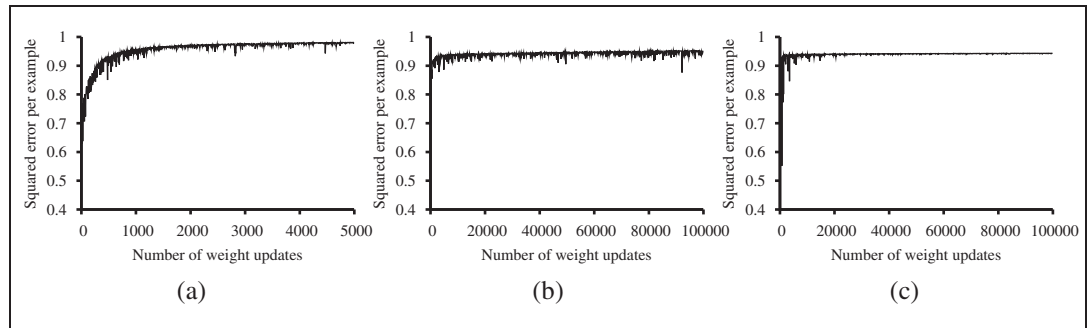 Squared error per example
1
0.9
0.8
0.7
0.6
0.5
0.4
0 1000 2000 3000 4000 5000
Number of weight updates
(a)
Squared error per example
1
0.9
0.8
0.7
0.6
0.5
0.4
0 20000 40000 60000 80000 100000
Number of weight updates
(b)
Squared error per example
1
0.9
0.8
0.7
0.6
0.5
0.4
0 20000 40000 60000 80000 100000
Number of weight updates
(c)